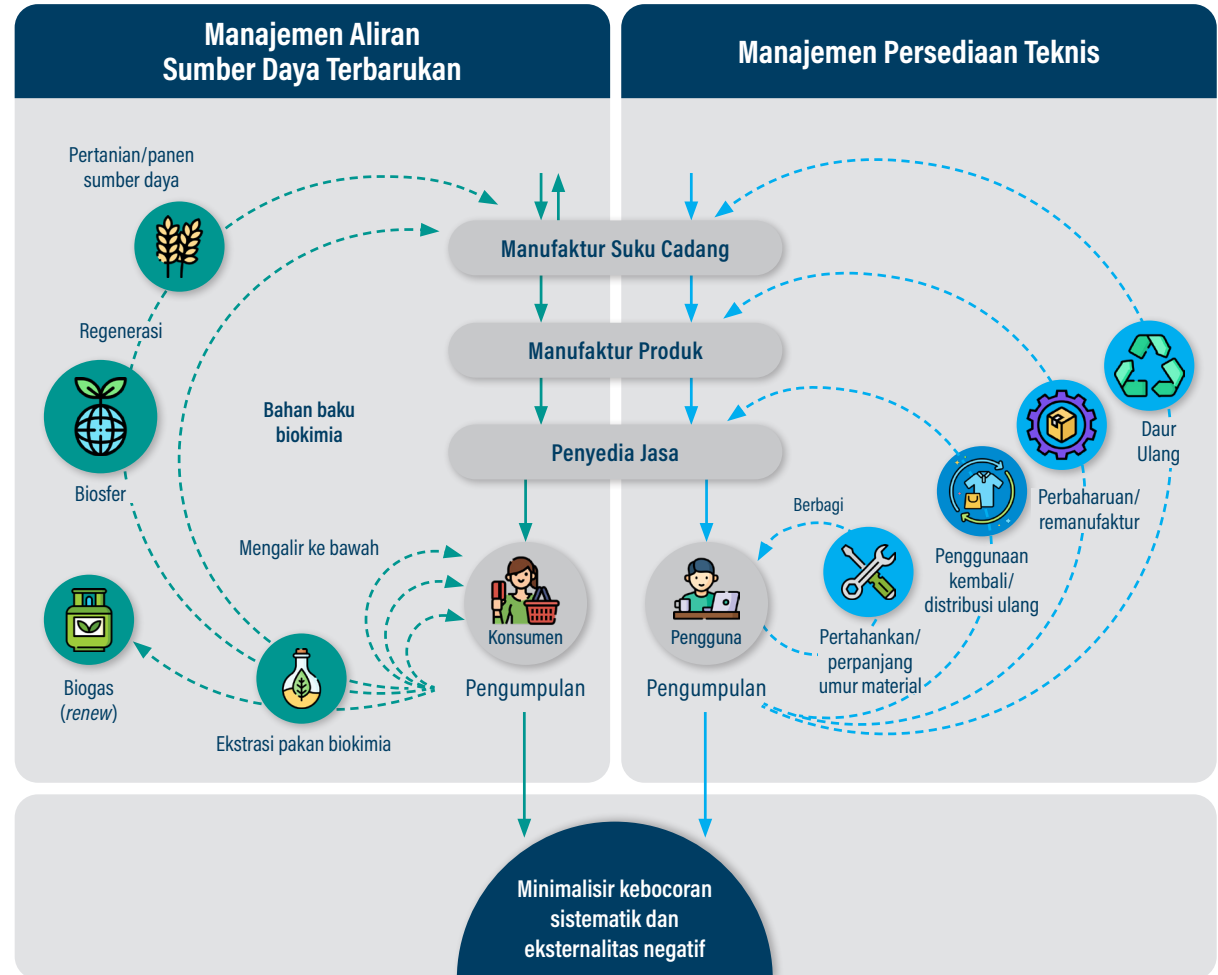 Manajemen Aliran
Sumber Daya Terbarukan
Manajemen Persediaan Teknis
Pertanian/panen
sumber daya
Regenerasi
Biosfer
Biogas
(renew)
Bahan baku
biokimia
Mengalir ke bawah
Ekstrasi pakan biokimia
Manufaktur Suku Cadang
Manufaktur Produk
Penyedia Jasa
Konsumen
Pengumpulan
Pengguna
Pengumpulan
Berbagi
Pertahankan/
perpanjang
umur material
Penggunaan
kembali/
distribusi ulang
Perbaharuan/
remanufaktur
Daur
Ulang
Minimalisir kebocoran
sistematik dan
eksternalitas negatif